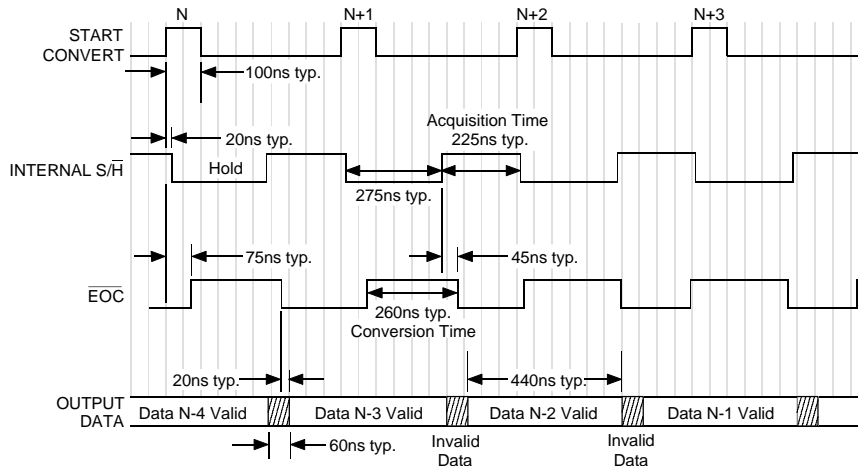 N N+1 N+2 N+3
START
CONVERT
100ns typ.
Acquisition Time
20ns typ. 225ns typ.
INTERNAL S/H̅ Hold
275ns typ.
75ns typ. 45ns typ.
E̅O̅C̅
260ns typ.
Conversion Time
20ns typ. 440ns typ.
OUTPUT
DATA
Data N-4 Valid Data N-3 Valid Data N-2 Valid Data N-1 Valid
60ns typ.
Invalid
Data
Invalid
Data